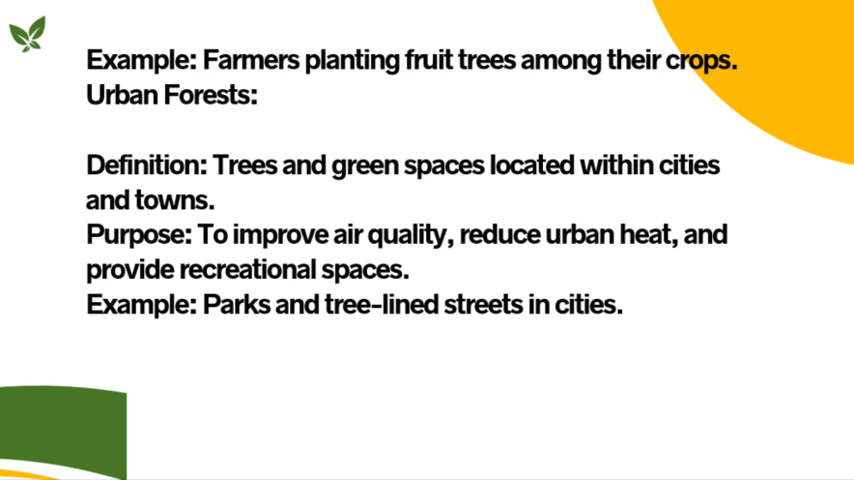 Example: Farmers planting fruit trees among their crops.
Urban Forests:
Definition: Trees and green spaces located within cities
and towns.
Purpose: To improve air quality, reduce urban heat, and
provide recreational spaces.
Example: Parks and tree-lined streets in cities.